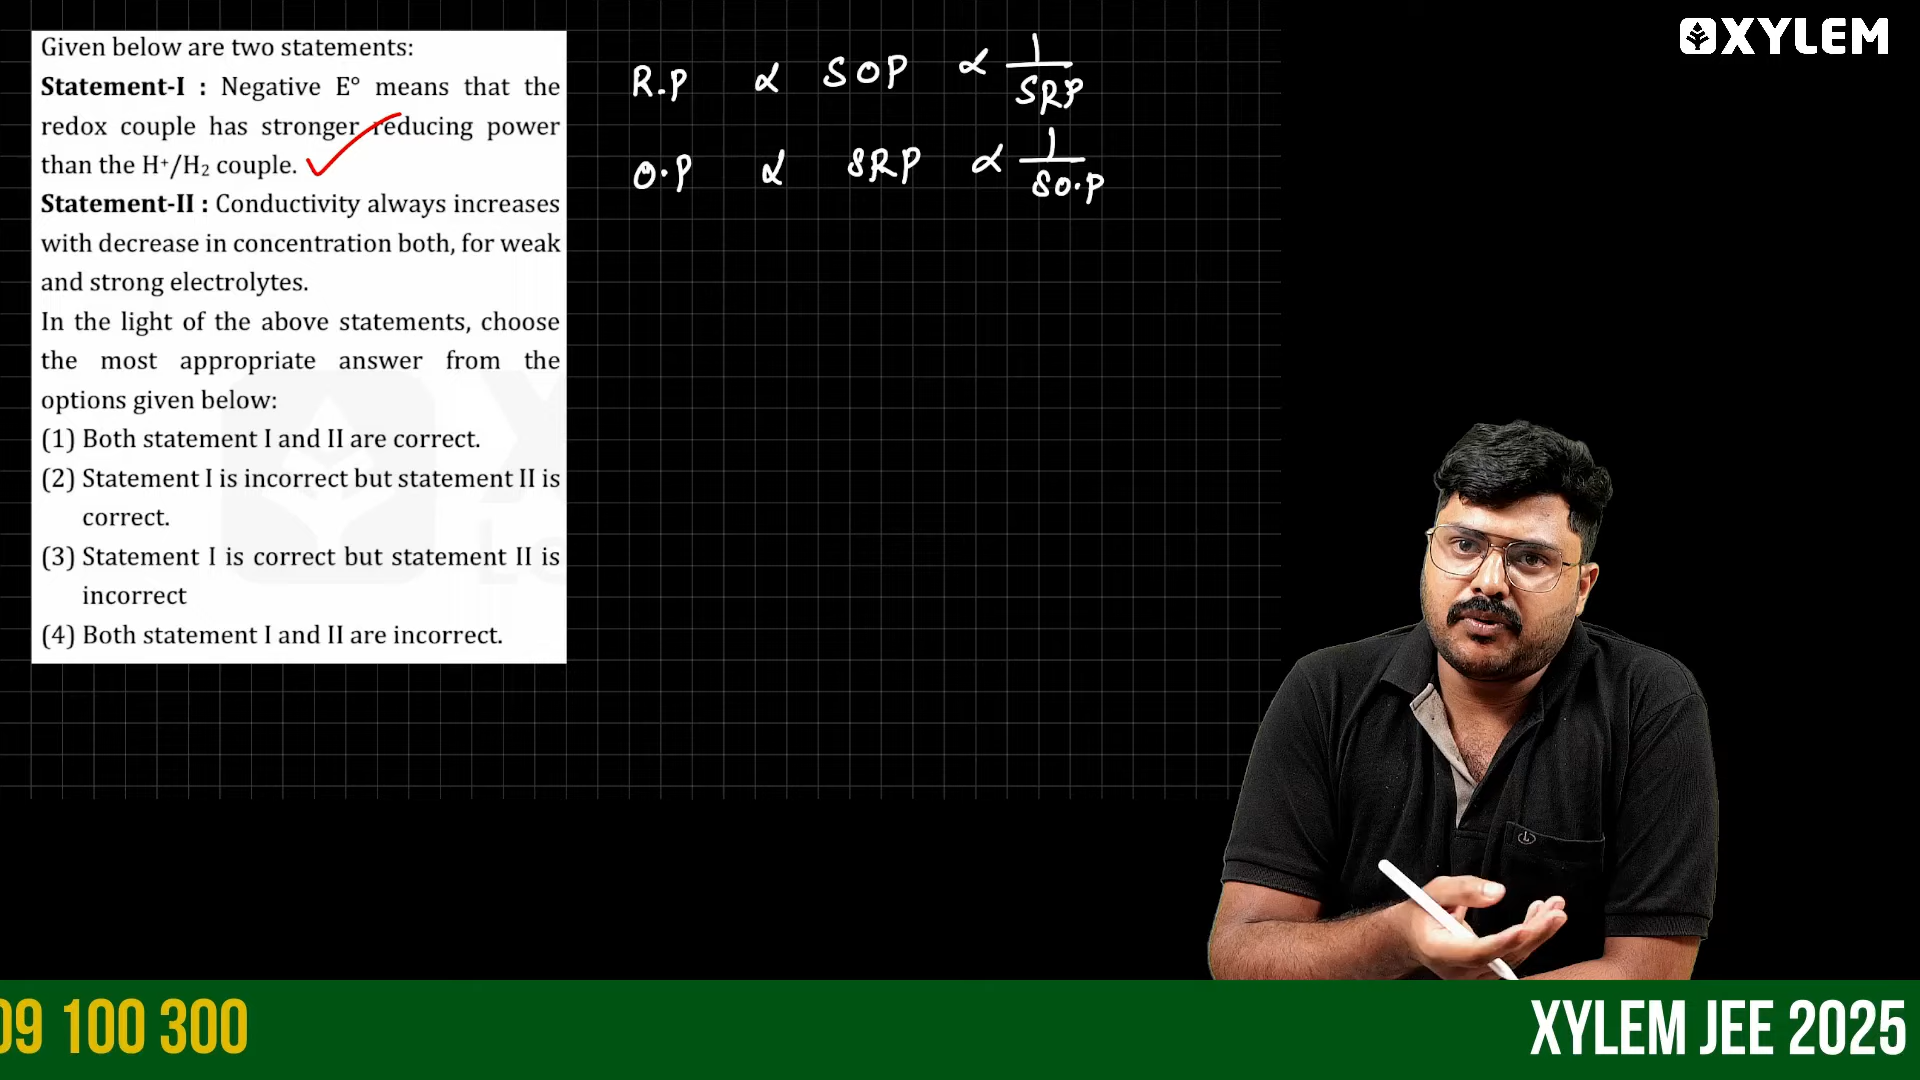 Given below are two statements:
Statement-I : Negative E° means that the
redox couple has stronger reducing power
than the H⁺/H₂ couple.
Statement-II : Conductivity always increases
with decrease in concentration both, for weak
and strong electrolytes.
In the light of the above statements, choose
the most appropriate answer from the
options given below:
(1) Both statement I and II are correct.
(2) Statement I is incorrect but statement II is
correct.
(3) Statement I is correct but statement II is
incorrect
(4) Both statement I and II are incorrect.
R.P ∝ SOP ∝ 1/SRP
O.P ∝ SRP ∝ 1/SO.P
XYLEM
09 100 300
XYLEM JEE 2025